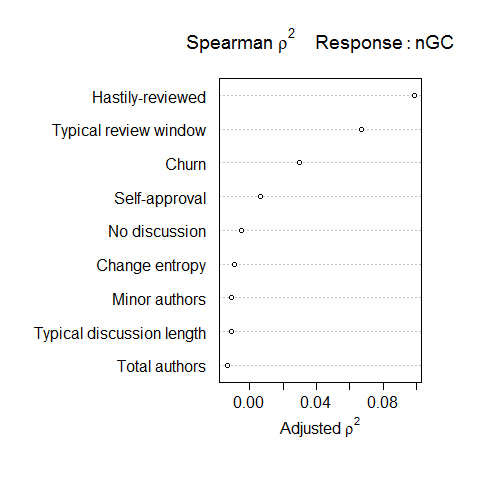 Spearman ρ² Response : nGC
Hastily-reviewed
Typical review window
Churn
Self-approval
No discussion
Change entropy
Minor authors
Typical discussion length
Total authors
0.00 0.04 0.08
Adjusted ρ²